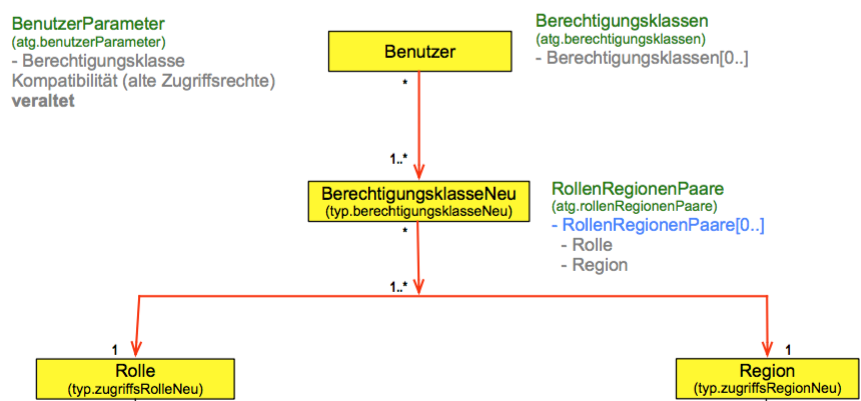 BenutzerParameter
(atg.benutzerParameter)
- Berechtigungsklasse
Kompatibilität (alte Zugriffsrechte)
veraltet
Benutzer
Berechtigungsklassen
(atg.berechtigungsklassen)
- Berechtigungsklassen[0..]
*
1..*
BerechtigungsklasseNeu
(typ.berechtigungsklasseNeu)
RollenRegionenPaare
(atg.rollenRegionenPaare)
- RollenRegionenPaare[0..]
- Rolle
- Region
*
1..*
1
1
Rolle
(typ.zugriffsRolleNeu)
Region
(typ.zugriffsRegionNeu)